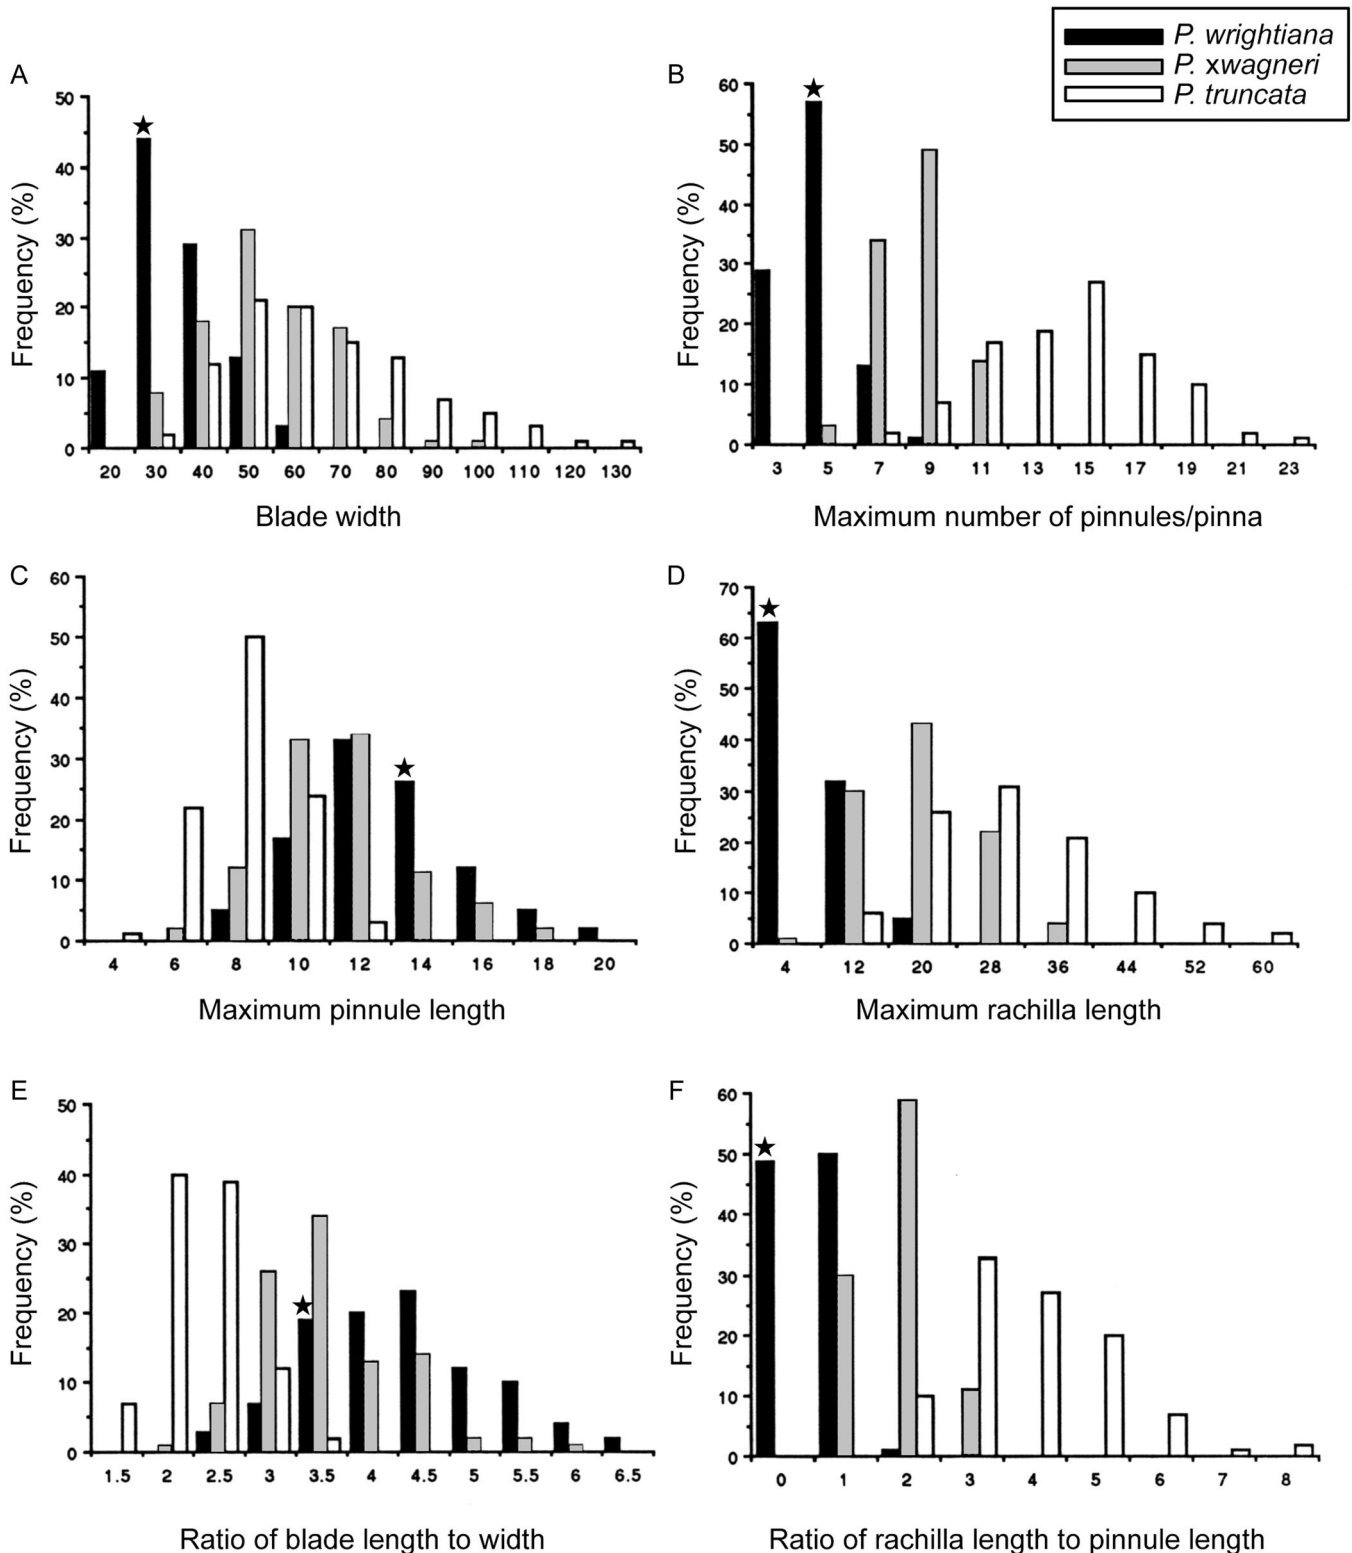 P. wrightiana
P. xwagneri
P. truncata
A
50
40
30
20
10
0
Frequency (%)
20 30 40 50 60 70 80 90 100 110 120 130
Blade width
B
60
50
40
30
20
10
0
Frequency (%)
3 5 7 9 11 13 15 17 19 21 23
Maximum number of pinnules/pinna
C
60
50
40
30
20
10
0
Frequency (%)
4 6 8 10 12 14 16 18 20
Maximum pinnule length
D
70
60
50
40
30
20
10
0
Frequency (%)
4 12 20 28 36 44 52 60
Maximum rachilla length
E
50
40
30
20
10
0
Frequency (%)
1.5 2 2.5 3 3.5 4 4.5 5 5.5 6 6.5
Ratio of blade length to width
F
60
50
40
30
20
10
0
Frequency (%)
0 1 2 3 4 5 6 7 8
Ratio of rachilla length to pinnule length